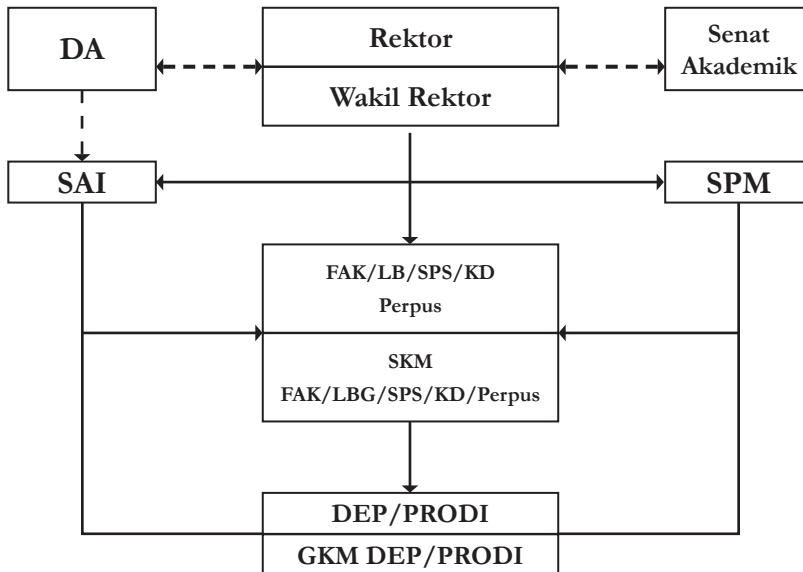 DA
Rektor
Wakil Rektor
Senat
Akademik
SAI
SPM
FAK/LB/SPS/KD
Perpus
SKM
FAK/LBG/SPS/KD/Perpus
DEP/PRODI
GKM DEP/PRODI